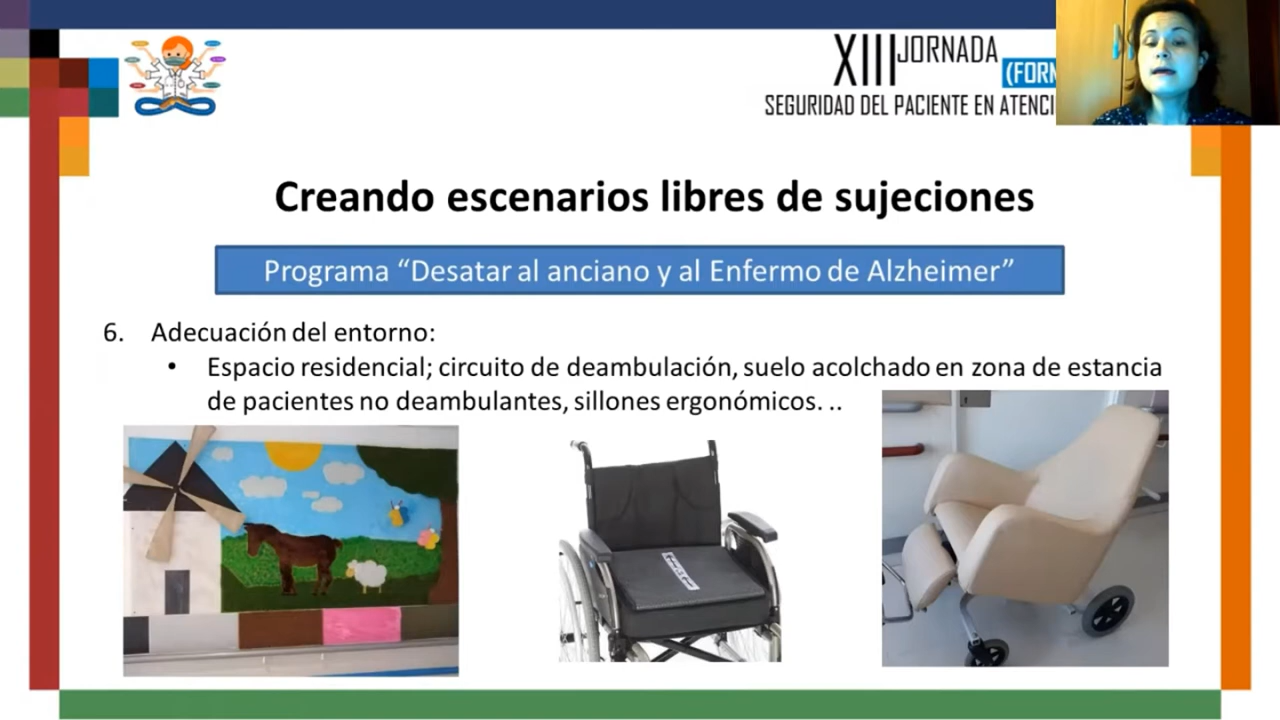 XIII JORNADA
(FORM
SEGURIDAD DEL PACIENTE EN ATENCI
Creando escenarios libres de sujeciones
Programa “Desatar al anciano y al Enfermo de Alzheimer”
6. Adecuación del entorno:
• Espacio residencial; circuito de deambulación, suelo acolchado en zona de estancia
de pacientes no deambulantes, sillones ergonómicos. ..